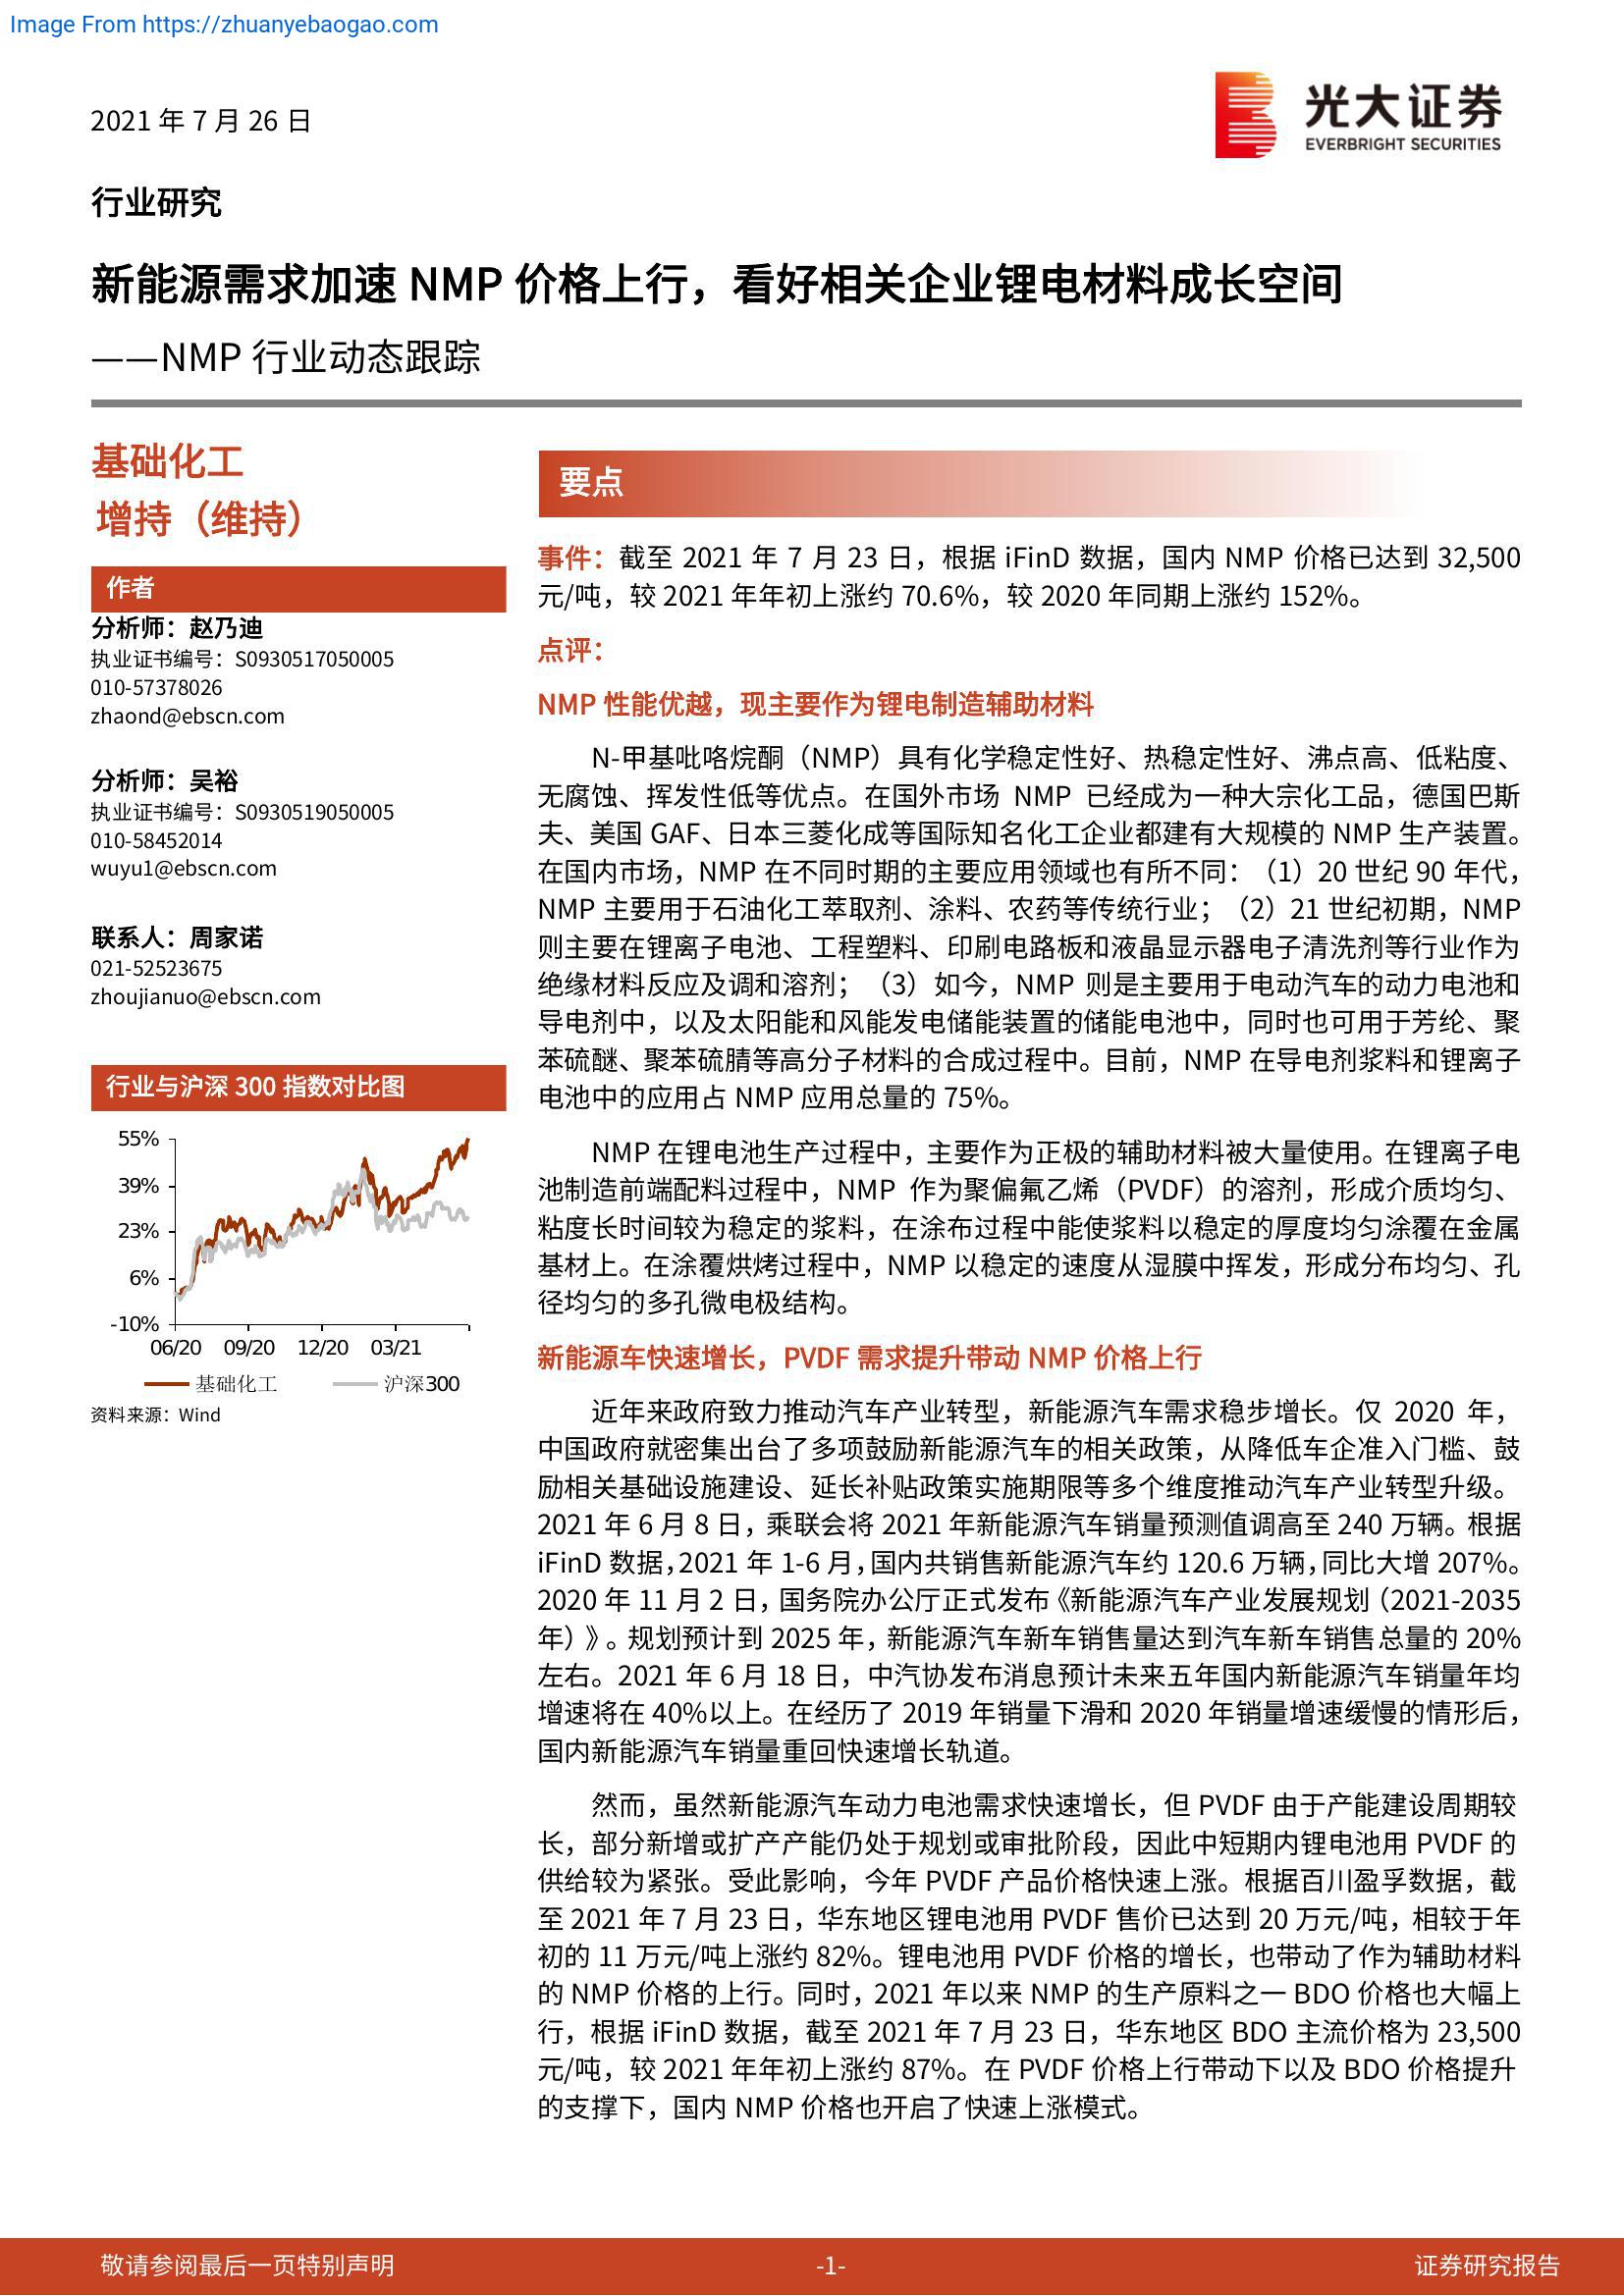 Image From https://zhuanyebaogao.com
2021 年 7 月 26 日
光大证券
EVERBRIGHT SECURITIES
行业研究
新能源需求加速 NMP 价格上行，看好相关企业锂电材料成长空间
——NMP 行业动态跟踪
基础化工
增持（维持）
作者
分析师：赵乃迪
执业证书编号：S0930517050005
010-57378026
zhaond@ebscn.com
分析师：吴裕
执业证书编号：S0930519050005
010-58452014
wuyu1@ebscn.com
联系人：周家诺
021-52523675
zhoujianuo@ebscn.com
行业与沪深 300 指数对比图
55%
39%
23%
6%
-10%
06/20 09/20 12/20 03/21
基础化工 沪深300
资料来源：Wind
要点
事件：截至 2021 年 7 月 23 日，根据 iFinD 数据，国内 NMP 价格已达到 32,500
元/吨，较 2021 年年初上涨约 70.6%，较 2020 年同期上涨约 152%。
点评：
NMP 性能优越，现主要作为锂电制造辅助材料
N-甲基吡咯烷酮（NMP）具有化学稳定性好、热稳定性好、沸点高、低粘度、
无腐蚀、挥发性低等优点。在国外市场 NMP 已经成为一种大宗化工品，德国巴斯
夫、美国 GAF、日本三菱化成等国际知名化工企业都建有大规模的 NMP 生产装置。
在国内市场，NMP 在不同时期的主要应用领域也有所不同：（1）20 世纪 90 年代，
NMP 主要用于石油化工萃取剂、涂料、农药等传统行业；（2）21 世纪初期，NMP
则主要在锂离子电池、工程塑料、印刷电路板和液晶显示器电子清洗剂等行业作为
绝缘材料反应及调和溶剂；（3）如今，NMP 则是主要用于电动汽车的动力电池和
导电剂中，以及太阳能和风能发电储能装置的储能电池中，同时也可用于芳纶、聚
苯硫醚、聚苯硫腈等高分子材料的合成过程中。目前，NMP 在导电剂浆料和锂离子
电池中的应用占 NMP 应用总量的 75%。
NMP 在锂电池生产过程中，主要作为正极的辅助材料被大量使用。在锂离子电
池制造前端配料过程中，NMP 作为聚偏氟乙烯（PVDF）的溶剂，形成介质均匀、
粘度长时间较为稳定的浆料，在涂布过程中能使浆料以稳定的厚度均匀涂覆在金属
基材上。在涂覆烘烤过程中，NMP 以稳定的速度从湿膜中挥发，形成分布均匀、孔
径均匀的多孔微电极结构。
新能源车快速增长，PVDF 需求提升带动 NMP 价格上行
近年来政府致力推动汽车产业转型，新能源汽车需求稳步增长。仅 2020 年，
中国政府就密集出台了多项鼓励新能源汽车的相关政策，从降低车企准入门槛、鼓
励相关基础设施建设、延长补贴政策实施期限等多个维度推动汽车产业转型升级。
2021 年 6 月 8 日，乘联会将 2021 年新能源汽车销量预测值调高至 240 万辆。根据
iFinD 数据，2021 年 1-6 月，国内共销售新能源汽车约 120.6 万辆，同比大增 207%。
2020 年 11 月 2 日，国务院办公厅正式发布《新能源汽车产业发展规划（2021-2035
年）》。规划预计到 2025 年，新能源汽车新车销售量达到汽车新车销售总量的 20%
左右。2021 年 6 月 18 日，中汽协发布消息预计未来五年国内新能源汽车销量年均
增速将在 40%以上。在经历了 2019 年销量下滑和 2020 年销量增速缓慢的情形后，
国内新能源汽车销量重回快速增长轨道。
然而，虽然新能源汽车动力电池需求快速增长，但 PVDF 由于产能建设周期较
长，部分新增或扩产产能仍处于规划或审批阶段，因此中短期内锂电池用 PVDF 的
供给较为紧张。受此影响，今年 PVDF 产品价格快速上涨。根据百川盈孚数据，截
至 2021 年 7 月 23 日，华东地区锂电池用 PVDF 售价已达到 20 万元/吨，相较于年
初的 11 万元/吨上涨约 82%。锂电池用 PVDF 价格的增长，也带动了作为辅助材料
的 NMP 价格的上行。同时，2021 年以来 NMP 的生产原料之一 BDO 价格也大幅上
行，根据 iFinD 数据，截至 2021 年 7 月 23 日，华东地区 BDO 主流价格为 23,500
元/吨，较 2021 年年初上涨约 87%。在 PVDF 价格上行带动下以及 BDO 价格提升
的支撑下，国内 NMP 价格也开启了快速上涨模式。
敬请参阅最后一页特别声明
-1-
证券研究报告